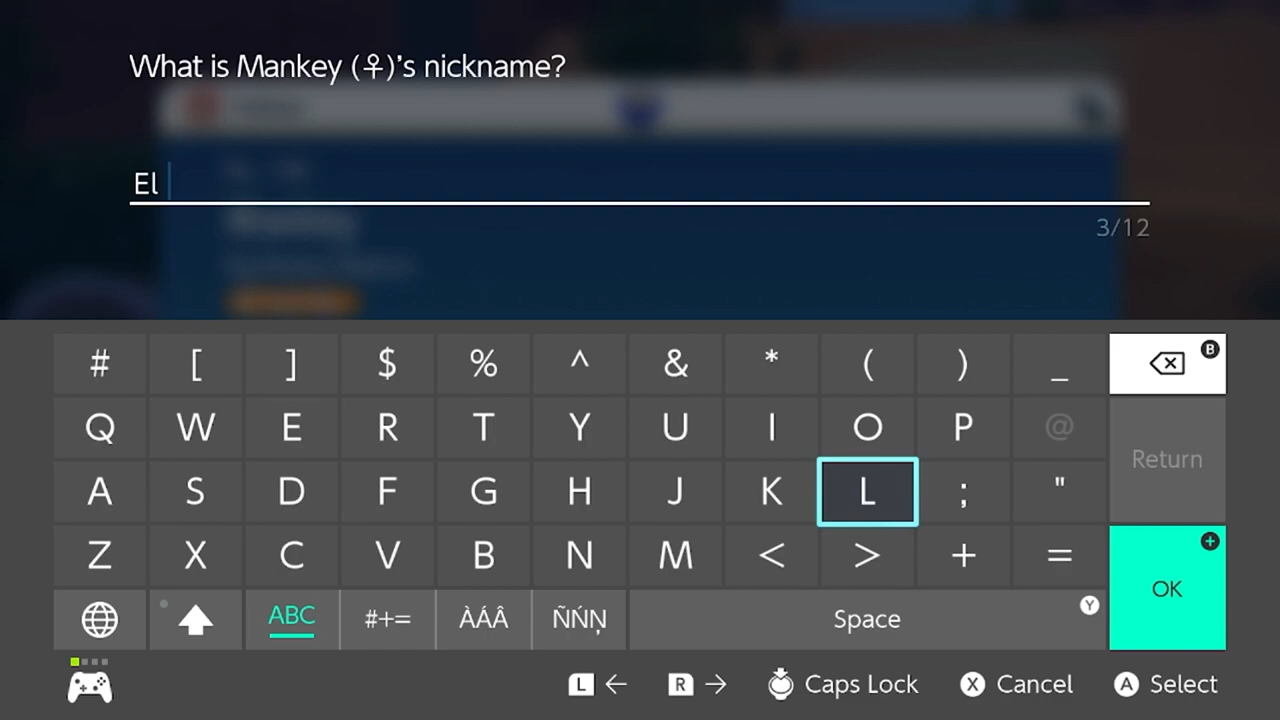 What is Mankey (♀)'s nickname?
El
3/12
# [ ] $ % ^ & * ( ) _ B
Q W E R T Y U I O P @ Return
A S D F G H J K L ; "
Z X C V B N M < > + = + OK
ABC #+= ÀÁÂ ÑŃŅ Space Y
L ← R → Caps Lock X Cancel A Select